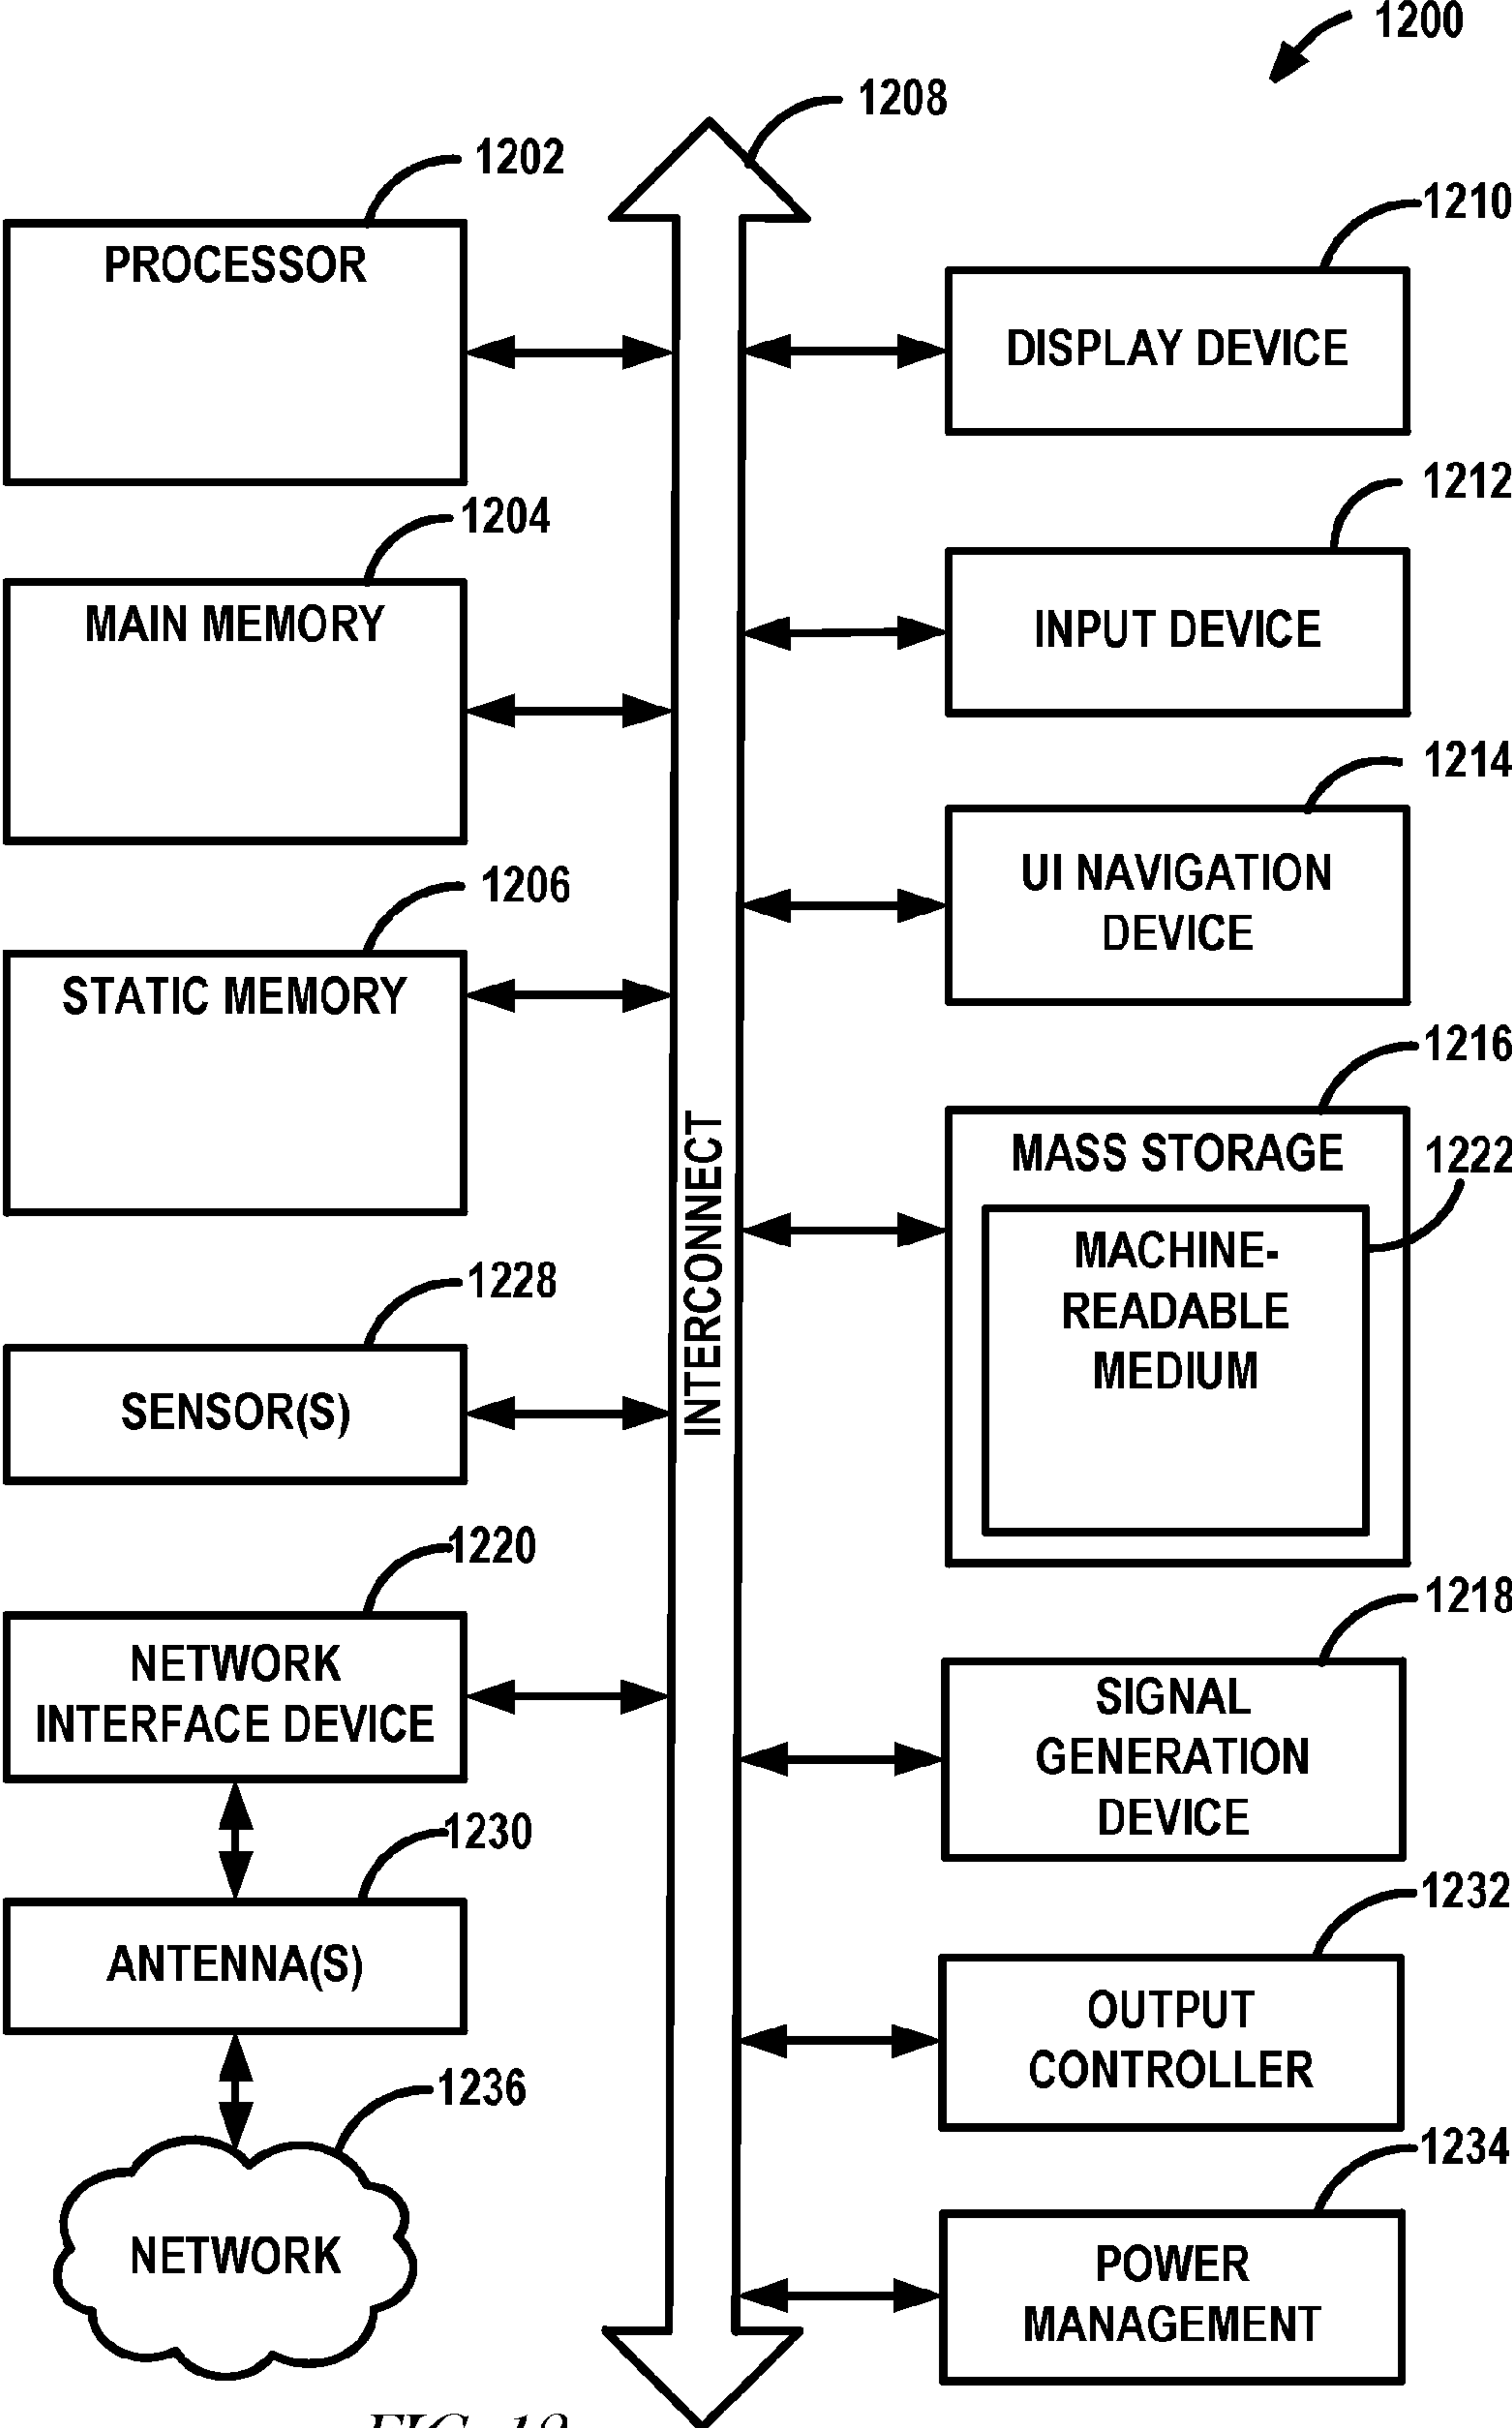 1200
1208
1202
PROCESSOR
1210
DISPLAY DEVICE
1204
MAIN MEMORY
1212
INPUT DEVICE
1206
STATIC MEMORY
1214
UI NAVIGATION
DEVICE
INTERCONNECT
1216
MASS STORAGE
1222
MACHINE-
READABLE
MEDIUM
1228
SENSOR(S)
1220
NETWORK
INTERFACE DEVICE
1218
SIGNAL
GENERATION
DEVICE
1230
ANTENNA(S)
1232
OUTPUT
CONTROLLER
1236
NETWORK
1234
POWER
MANAGEMENT
FIG. 12